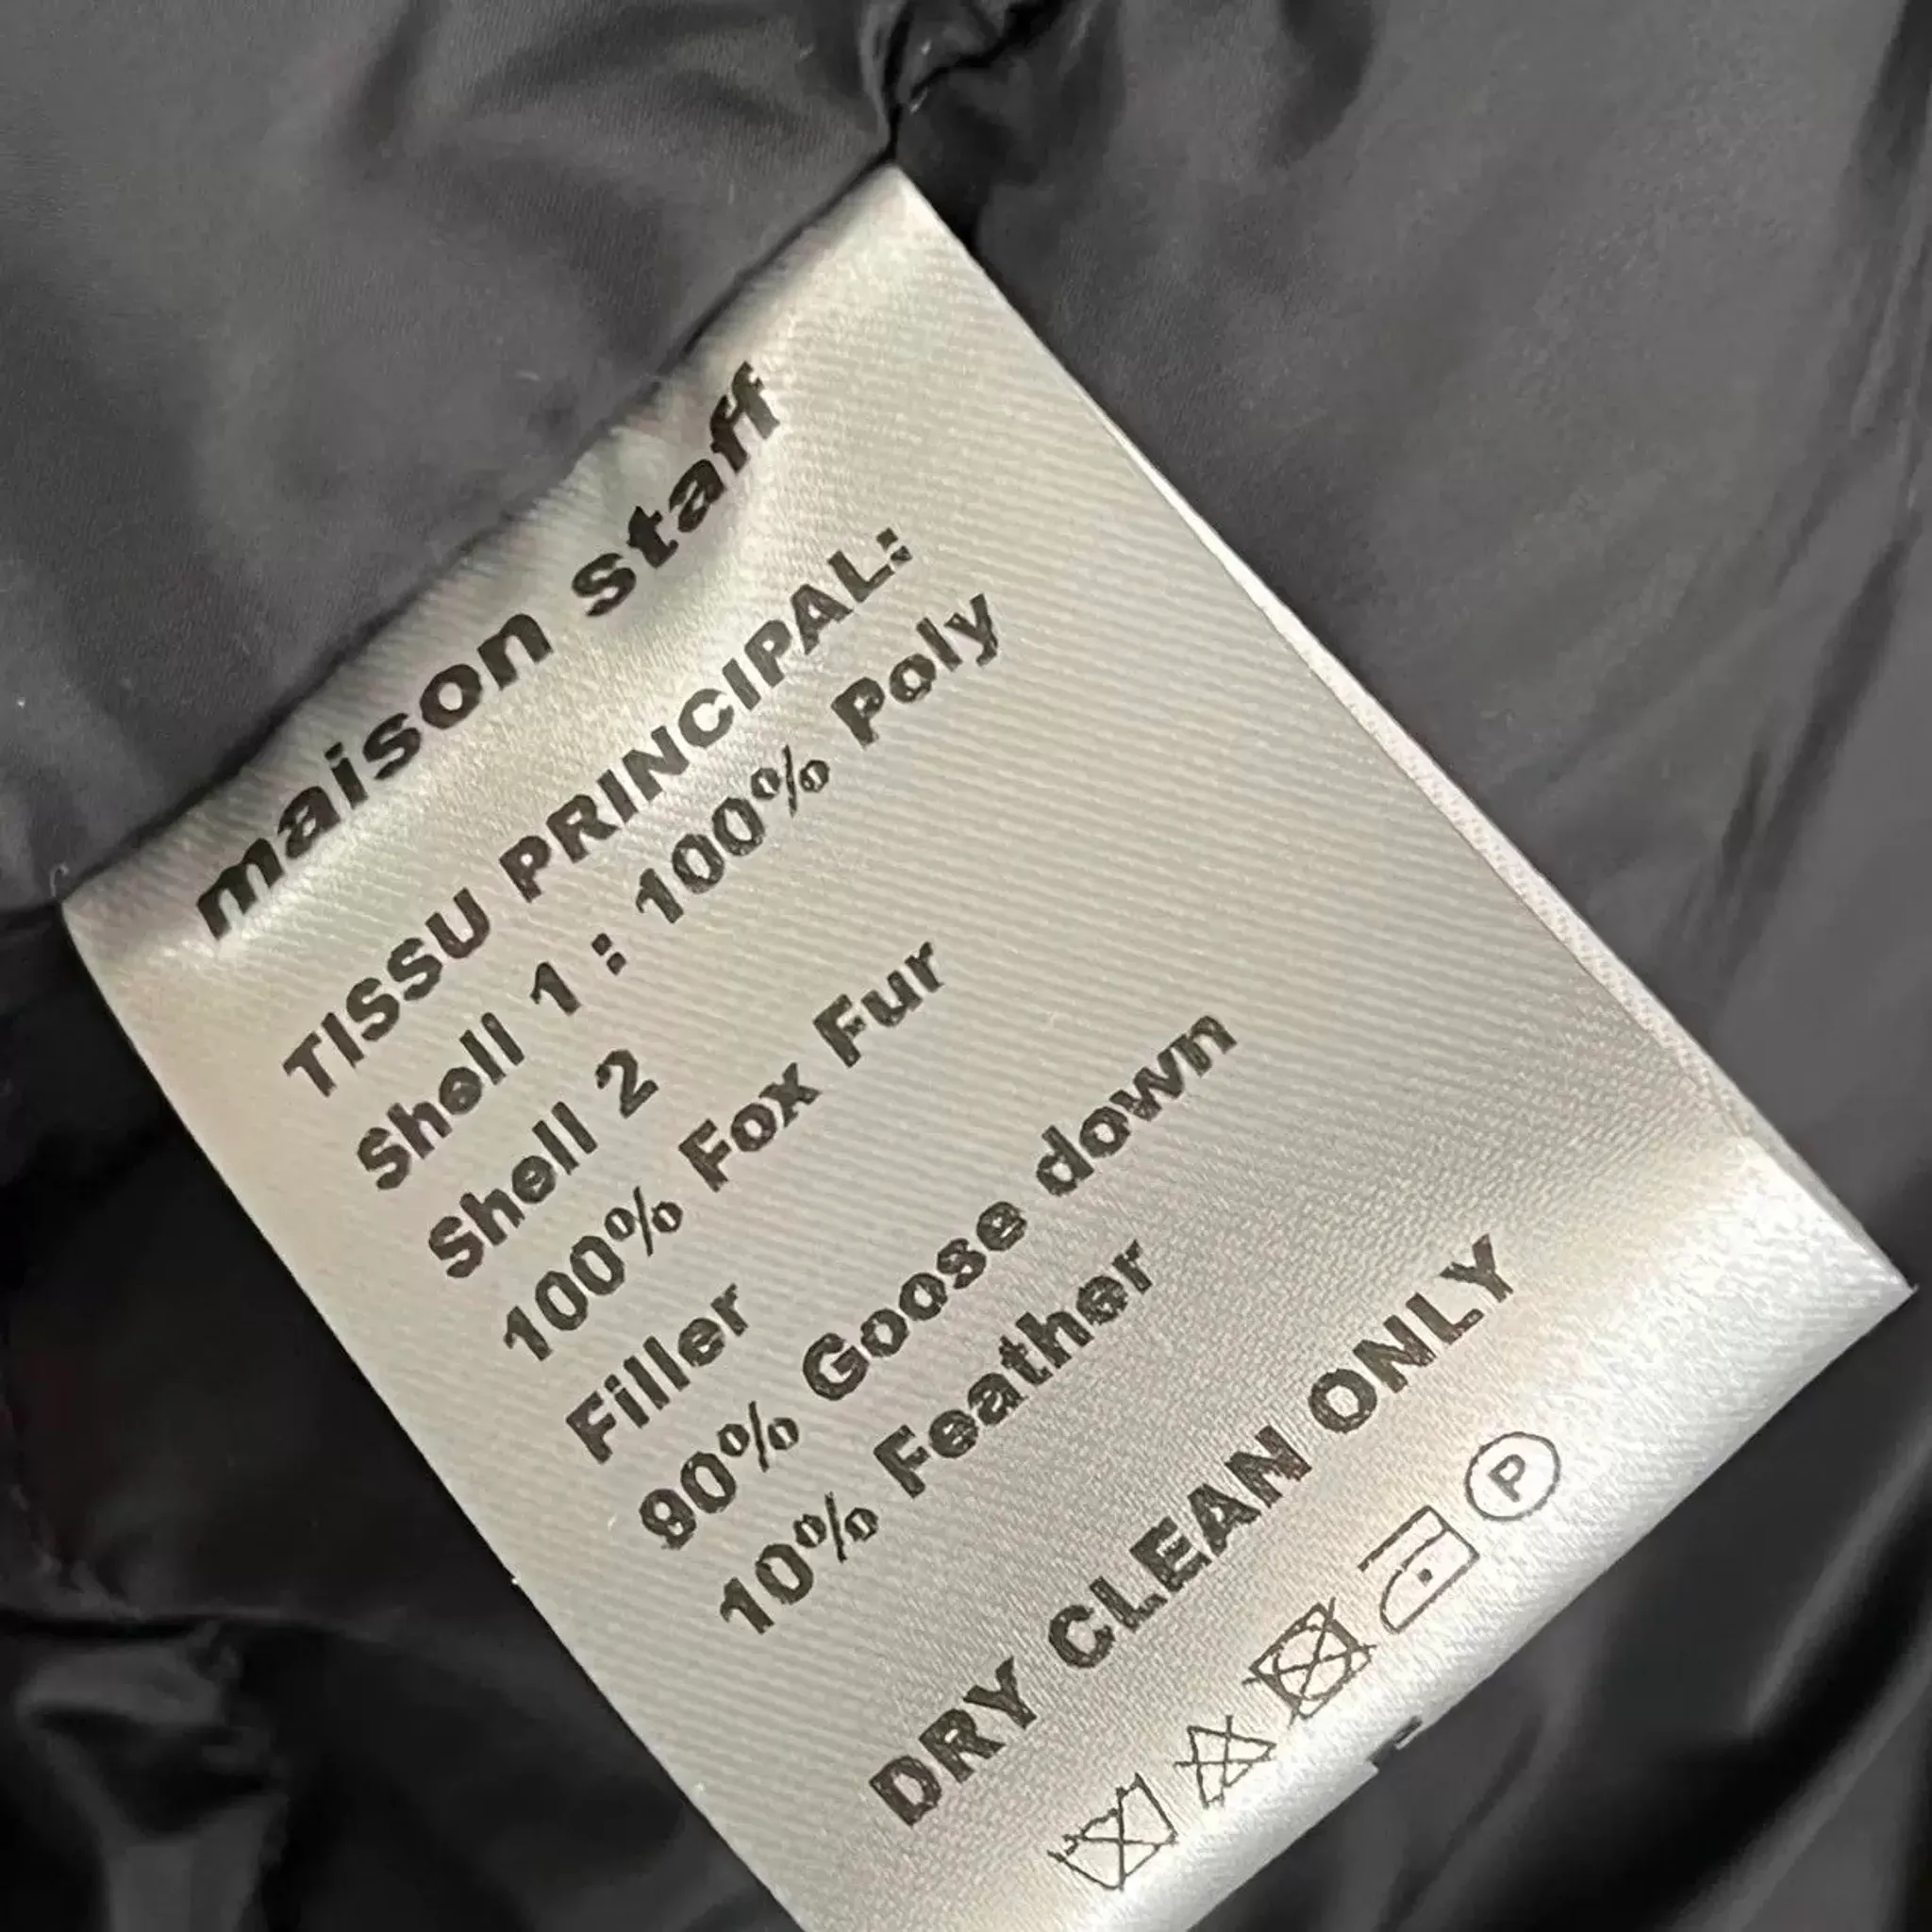 maison staff
TISSU PRINCIPAL:
Shell 1 : 100% Poly
Shell 2
100% Fox Fur
Filler
90% Goose down
10% Feather
DRY CLEAN ONLY
P